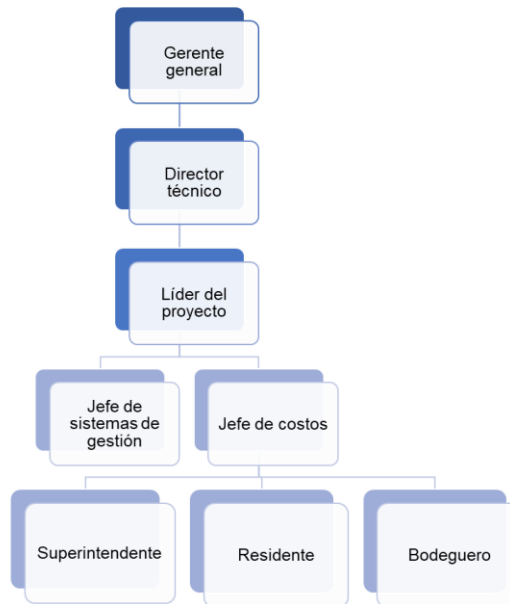 Gerente
general
Director
técnico
Líder del
proyecto
Jefe de
sistemas de
gestión
Jefe de costos
Superintendente
Residente
Bodeguero